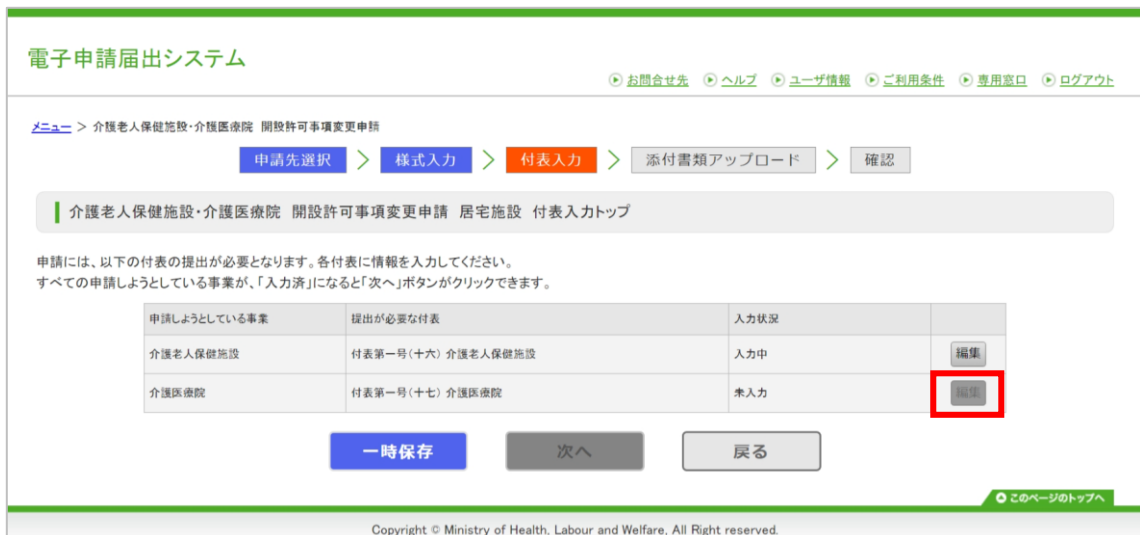 電子申請届出システム
お問合せ先 ヘルプ ユーザ情報 ご利用条件 専用窓口 ログアウト
メニュー > 介護老人保健施設・介護医療院 開設許可事項変更申請
申請先選択 > 様式入力 > 付表入力 > 添付書類アップロード > 確認
介護老人保健施設・介護医療院 開設許可事項変更申請 居宅施設 付表入力トップ
申請には、以下の付表の提出が必要となります。各付表に情報を入力してください。
すべての申請しようとしている事業が、「入力済」になると「次へ」ボタンがクリックできます。
申請しようとしている事業 提出が必要な付表 入力状況
介護老人保健施設 付表第一号(十六) 介護老人保健施設 入力中 編集
介護医療院 付表第一号(十七) 介護医療院 未入力 編集
一時保存 次へ 戻る
このページのトップへ
Copyright © Ministry of Health, Labour and Welfare, All Right reserved.